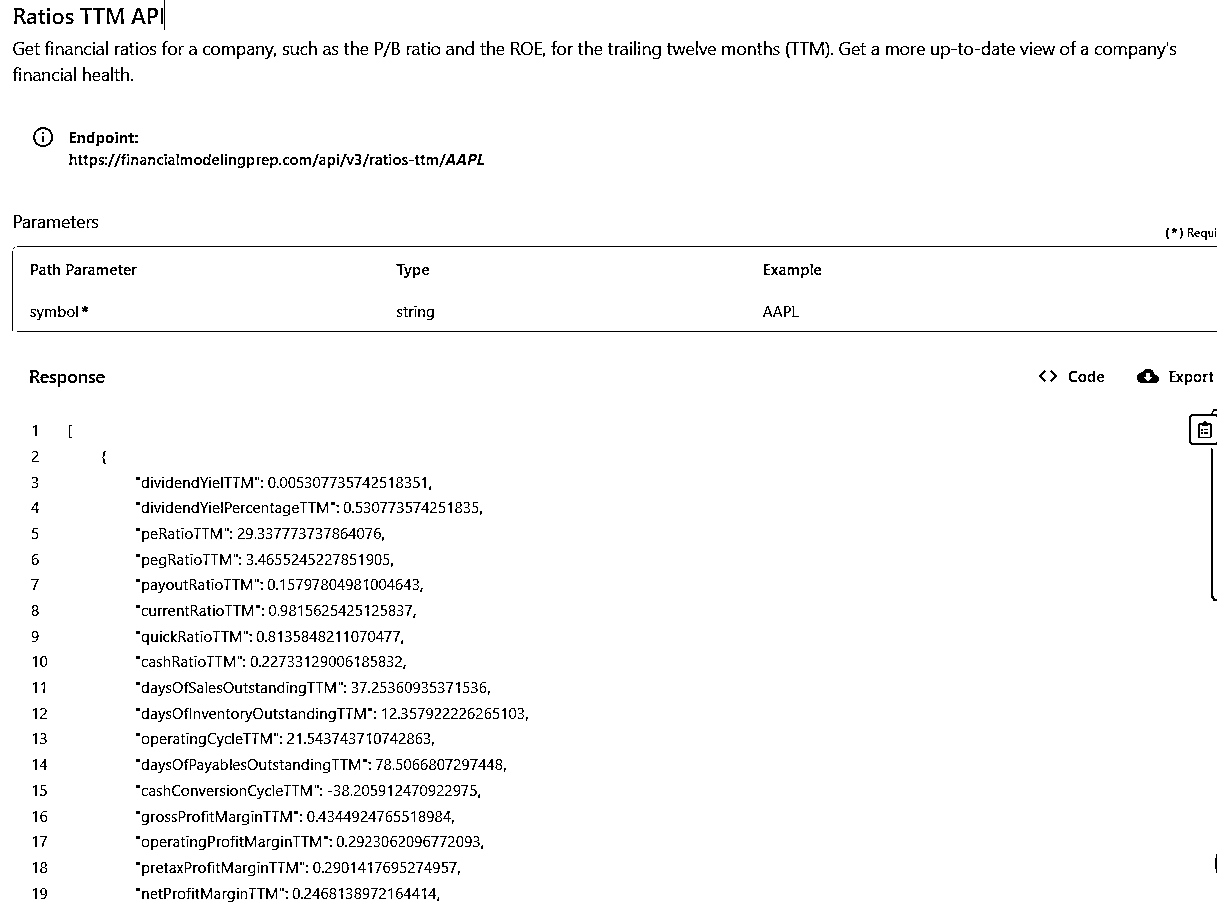 Ratios TTM API
Get financial ratios for a company, such as the P/B ratio and the ROE, for the trailing twelve months (TTM). Get a more up-to-date view of a company's
financial health.
Endpoint:
https://financialmodelingprep.com/api/v3/ratios-ttm/AAPL
Parameters
(*) Requi
Path Parameter Type Example
symbol* string AAPL
Response Code Export
1 [
2 {
3 "dividendYielTTM": 0.005307735742518351,
4 "dividendYielPercentageTTM": 0.530773574251835,
5 "peRatioTTM": 29.337773737864076,
6 "pegRatioTTM": 3.4655245227851905,
7 "payoutRatioTTM": 0.15797804981004643,
8 "currentRatioTTM": 0.9815625425125837,
9 "quickRatioTTM": 0.8135848211070477,
10 "cashRatioTTM": 0.22733129006185832,
11 "daysOfSalesOutstandingTTM": 37.25360935371536,
12 "daysOfInventoryOutstandingTTM": 12.357922226265103,
13 "operatingCycleTTM": 21.543743710742863,
14 "daysOfPayablesOutstandingTTM": 78.5066807297448,
15 "cashConversionCycleTTM": -38.205912470922975,
16 "grossProfitMarginTTM": 0.4344924765518984,
17 "operatingProfitMarginTTM": 0.2923062096772093,
18 "pretaxProfitMarginTTM": 0.2901417695274957,
19 "netProfitMarginTTM": 0.2468138972164414,